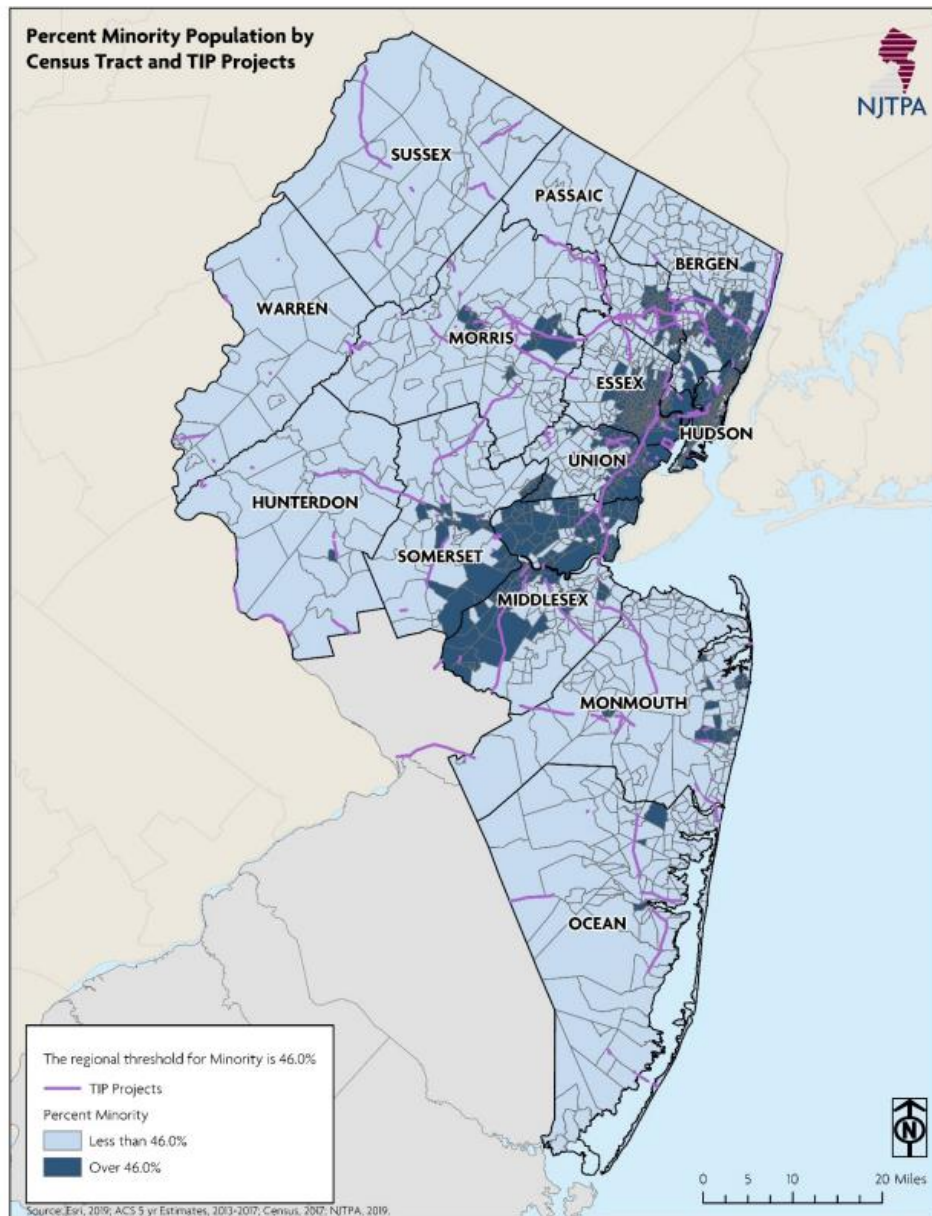 Percent Minority Population by
Census Tract and TIP Projects
NJTPA
SUSSEX
PASSAIC
BERGEN
WARREN
MORRIS
ESSEX
HUDSON
UNION
HUNTERDON
SOMERSET
MIDDLESEX
MONMOUTH
OCEAN
The regional threshold for Minority is 46.0%
TIP Projects
Percent Minority
Less than 46.0%
Over 46.0%
N
0 5 10 20 Miles
Source: Esri, 2019; ACS 5 yr Estimates, 2013-2017; Census, 2017; NJTPA, 2019.